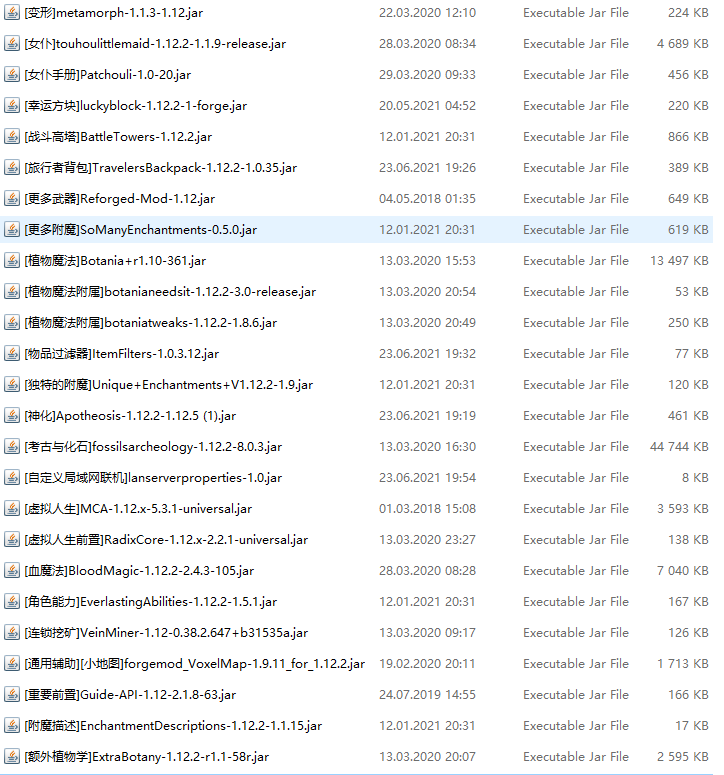 [变形]metamorph-1.1.3-1.12.jar 22.03.2020 12:10 Executable Jar File 224 KB
[女仆]touhoulittlemaid-1.12.2-1.1.9-release.jar 28.03.2020 08:34 Executable Jar File 4 689 KB
[女仆手册]Patchouli-1.0-20.jar 29.03.2020 09:33 Executable Jar File 456 KB
[幸运方块]luckyblock-1.12.2-1-forge.jar 20.05.2021 04:52 Executable Jar File 220 KB
[战斗高塔]BattleTowers-1.12.2.jar 12.01.2021 20:31 Executable Jar File 866 KB
[旅行者背包]TravelersBackpack-1.12.2-1.0.35.jar 23.06.2021 19:26 Executable Jar File 389 KB
[更多武器]Reforged-Mod-1.12.jar 04.05.2018 01:35 Executable Jar File 649 KB
[更多附魔]SoManyEnchantments-0.5.0.jar 12.01.2021 20:31 Executable Jar File 619 KB
[植物魔法]Botania+r1.10-361.jar 13.03.2020 15:53 Executable Jar File 13 497 KB
[植物魔法附属]botanianeedsit-1.12.2-3.0-release.jar 13.03.2020 20:54 Executable Jar File 53 KB
[植物魔法附属]botaniatweaks-1.12.2-1.8.6.jar 13.03.2020 20:49 Executable Jar File 250 KB
[物品过滤器]ItemFilters-1.0.3.12.jar 23.06.2021 19:32 Executable Jar File 77 KB
[独特的附魔]Unique+Enchantments+V1.12.2-1.9.jar 12.01.2021 20:31 Executable Jar File 120 KB
[神化]Apotheosis-1.12.2-1.12.5 (1).jar 23.06.2021 19:19 Executable Jar File 461 KB
[考古与化石]fossilsarcheology-1.12.2-8.0.3.jar 13.03.2020 16:30 Executable Jar File 44 744 KB
[自定义局域网联机]lanserverproperties-1.0.jar 23.06.2021 19:54 Executable Jar File 8 KB
[虚拟人生]MCA-1.12.x-5.3.1-universal.jar 01.03.2018 15:08 Executable Jar File 3 593 KB
[虚拟人生前置]RadixCore-1.12.x-2.2.1-universal.jar 13.03.2020 23:27 Executable Jar File 138 KB
[血魔法]BloodMagic-1.12.2-2.4.3-105.jar 28.03.2020 08:28 Executable Jar File 7 040 KB
[角色能力]EverlastingAbilities-1.12.2-1.5.1.jar 12.01.2021 20:31 Executable Jar File 167 KB
[连锁挖矿]VeinMiner-1.12-0.38.2.647+b31535a.jar 13.03.2020 09:17 Executable Jar File 126 KB
[通用辅助][小地图]forgemod_VoxelMap-1.9.11_for_1.12.2.jar 19.02.2020 20:11 Executable Jar File 1 713 KB
[重要前置]Guide-API-1.12-2.1.8-63.jar 24.07.2019 14:55 Executable Jar File 166 KB
[附魔描述]EnchantmentDescriptions-1.12.2-1.1.15.jar 12.01.2021 20:31 Executable Jar File 17 KB
[额外植物学]ExtraBotany-1.12.2-r1.1-58r.jar 13.03.2020 20:07 Executable Jar File 2 595 KB